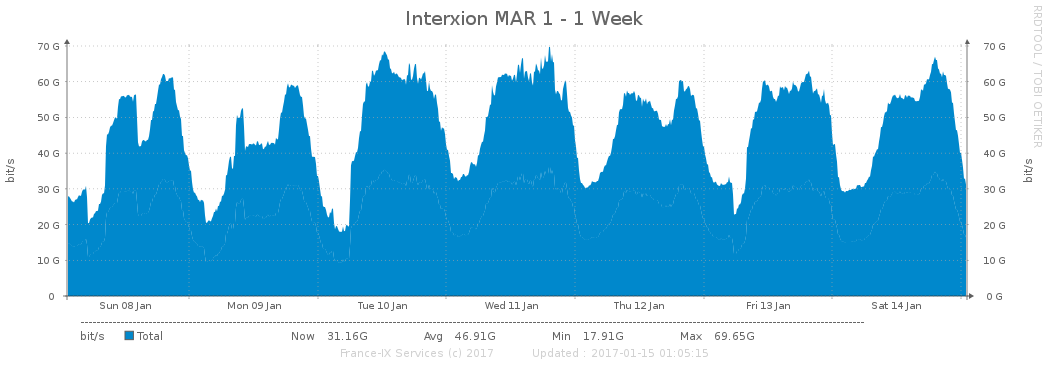 Interxion MAR 1 - 1 Week
RRDTOOL / TOBI OETIKER
bit/s
bit/s
70 G 70 G
60 G 60 G
50 G 50 G
40 G 40 G
30 G 30 G
20 G 20 G
10 G 10 G
0 0 G
Sun 08 Jan Mon 09 Jan Tue 10 Jan Wed 11 Jan Thu 12 Jan Fri 13 Jan Sat 14 Jan
bit/s Total Now 31.16G Avg 46.91G Min 17.91G Max 69.65G
France-IX Services (c) 2017 Updated : 2017-01-15 01:05:15